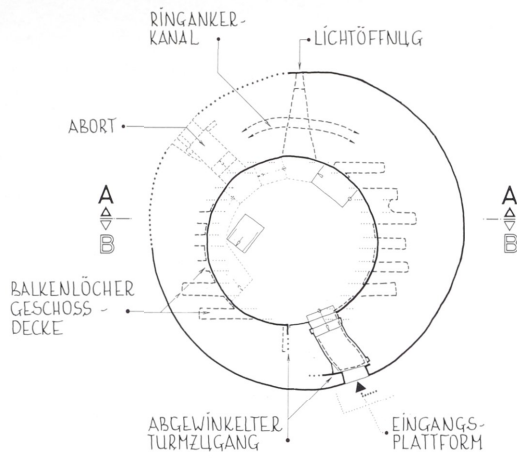 RINGANKER-
KANAL
LICHTÖFFNUG
ABORT
A
B
A
B
BALKENLÖCHER
GESCHOSS-
DECKE
ABGEWINKELTER
TURMZUGANG
EINGANGS-
PLATTFORM